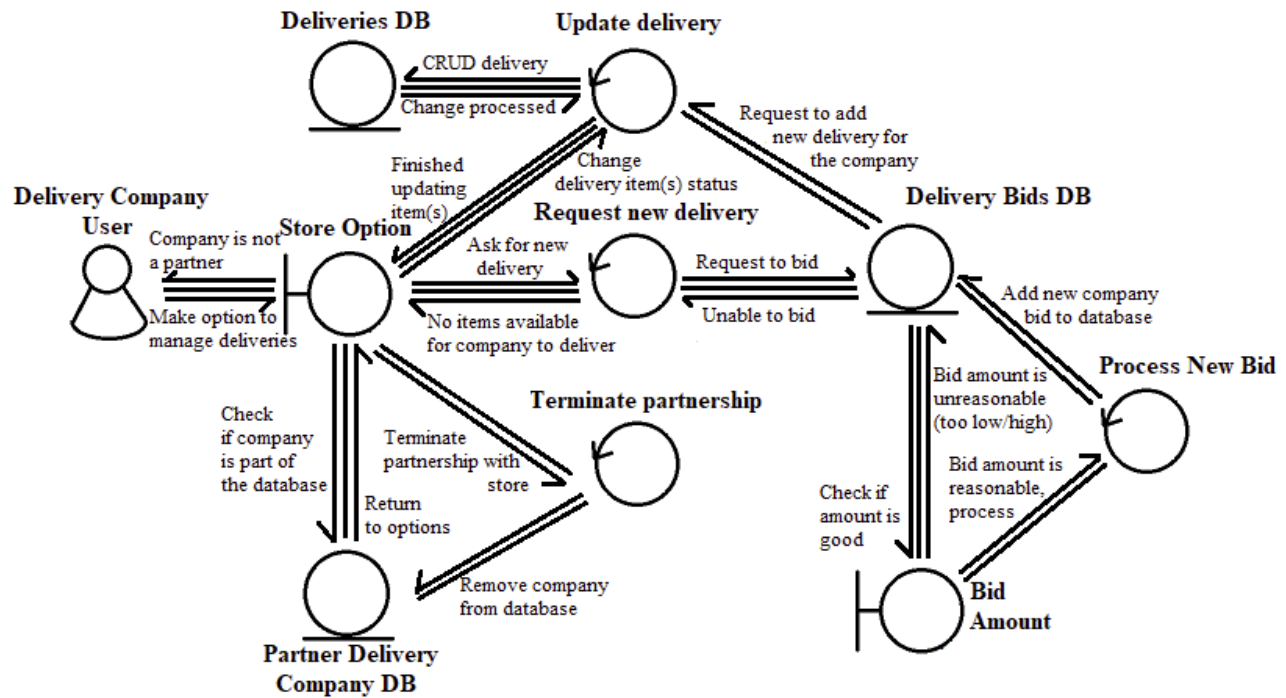 Deliveries DB
Update delivery
CRUD delivery
Change processed
Request to add
new delivery for
the company
Finished
updating
item(s)
Change
delivery item(s) status
Delivery Company
User
Store Option
Request new delivery
Delivery Bids DB
Company is not
a partner
Make option to
manage deliveries
Ask for new
delivery
No items available
for company to deliver
Request to bid
Unable to bid
Add new company
bid to database
Process New Bid
Check
if company
is part of
the database
Return
to options
Terminate
partnership with
store
Terminate partnership
Bid amount is
unreasonable
(too low/high)
Bid amount is
reasonable,
process
Check if
amount is
good
Remove company
from database
Bid
Amount
Partner Delivery
Company DB